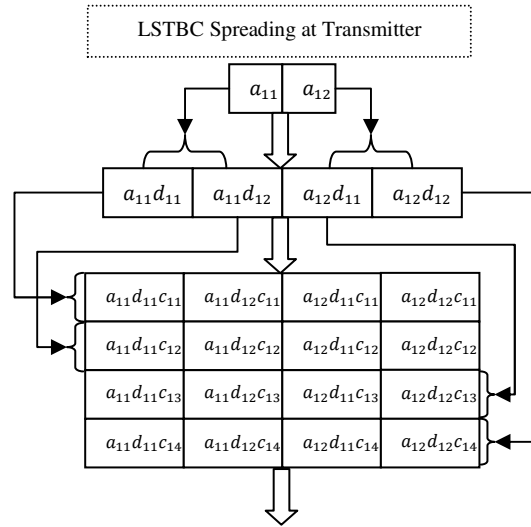 LSTBC Spreading at Transmitter
a₁₁ a₁₂
a₁₁d₁₁ a₁₁d₁₂ a₁₂d₁₁ a₁₂d₁₂
a₁₁d₁₁c₁₁ a₁₁d₁₂c₁₁ a₁₂d₁₁c₁₁ a₁₂d₁₂c₁₁
a₁₁d₁₁c₁₂ a₁₁d₁₂c₁₂ a₁₂d₁₁c₁₂ a₁₂d₁₂c₁₂
a₁₁d₁₁c₁₃ a₁₁d₁₂c₁₃ a₁₂d₁₁c₁₃ a₁₂d₁₂c₁₃
a₁₁d₁₁c₁₄ a₁₁d₁₂c₁₄ a₁₂d₁₁c₁₄ a₁₂d₁₂c₁₄